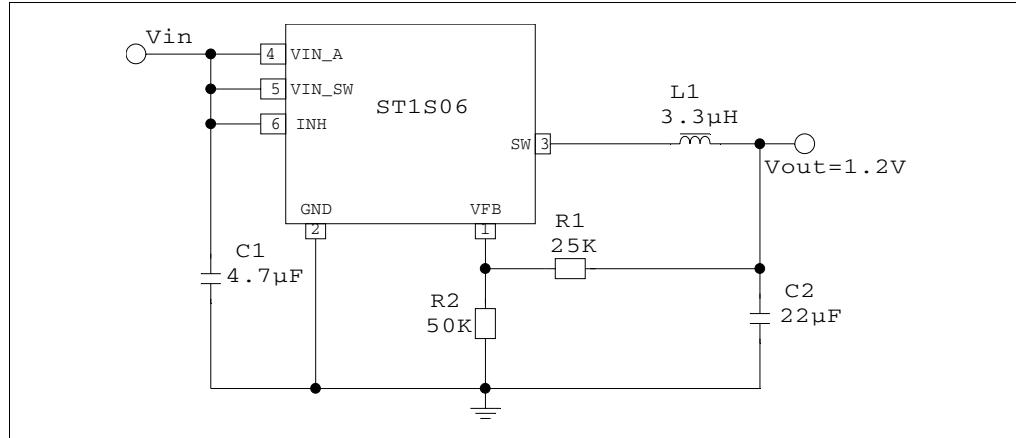 Vin
4 VIN_A
5 VIN_SW
6 INH
ST1S06
SW 3
L1
3.3µH
Vout=1.2V
GND
2
VFB
1
R1
25K
C1
4.7µF
R2
50K
C2
22µF